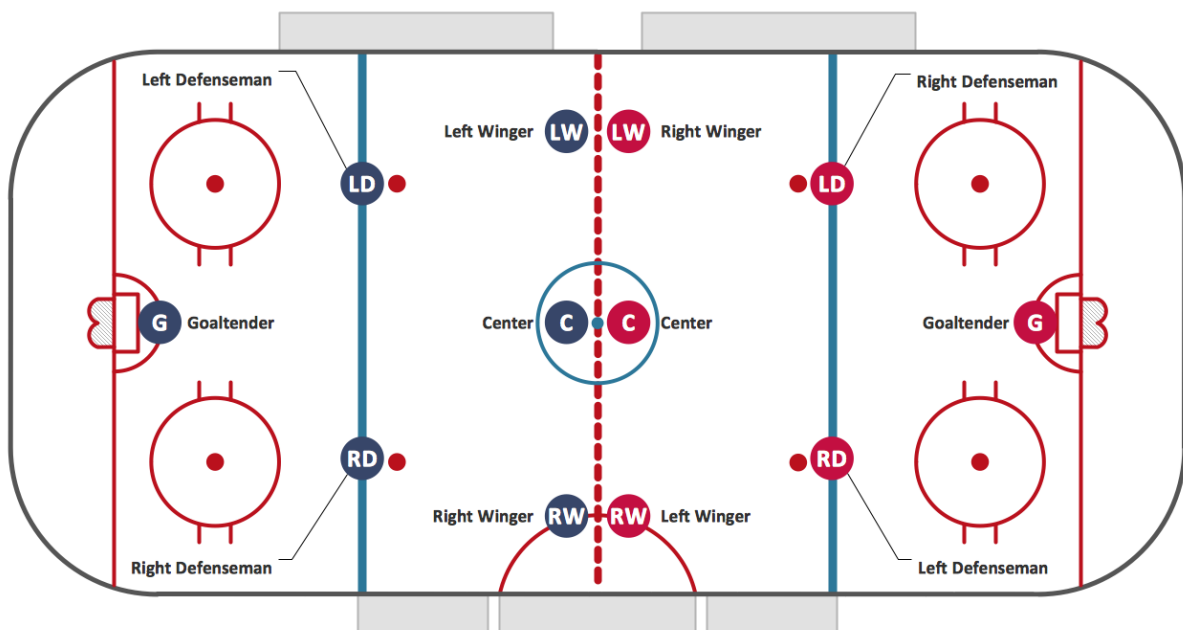 Left Defenseman
Right Defenseman
Left Winger
LW
LW
Right Winger
LD
LD
G
Goaltender
Center
C
C
Center
Goaltender
G
RD
RD
Right Winger
RW
RW
Left Winger
Right Defenseman
Left Defenseman